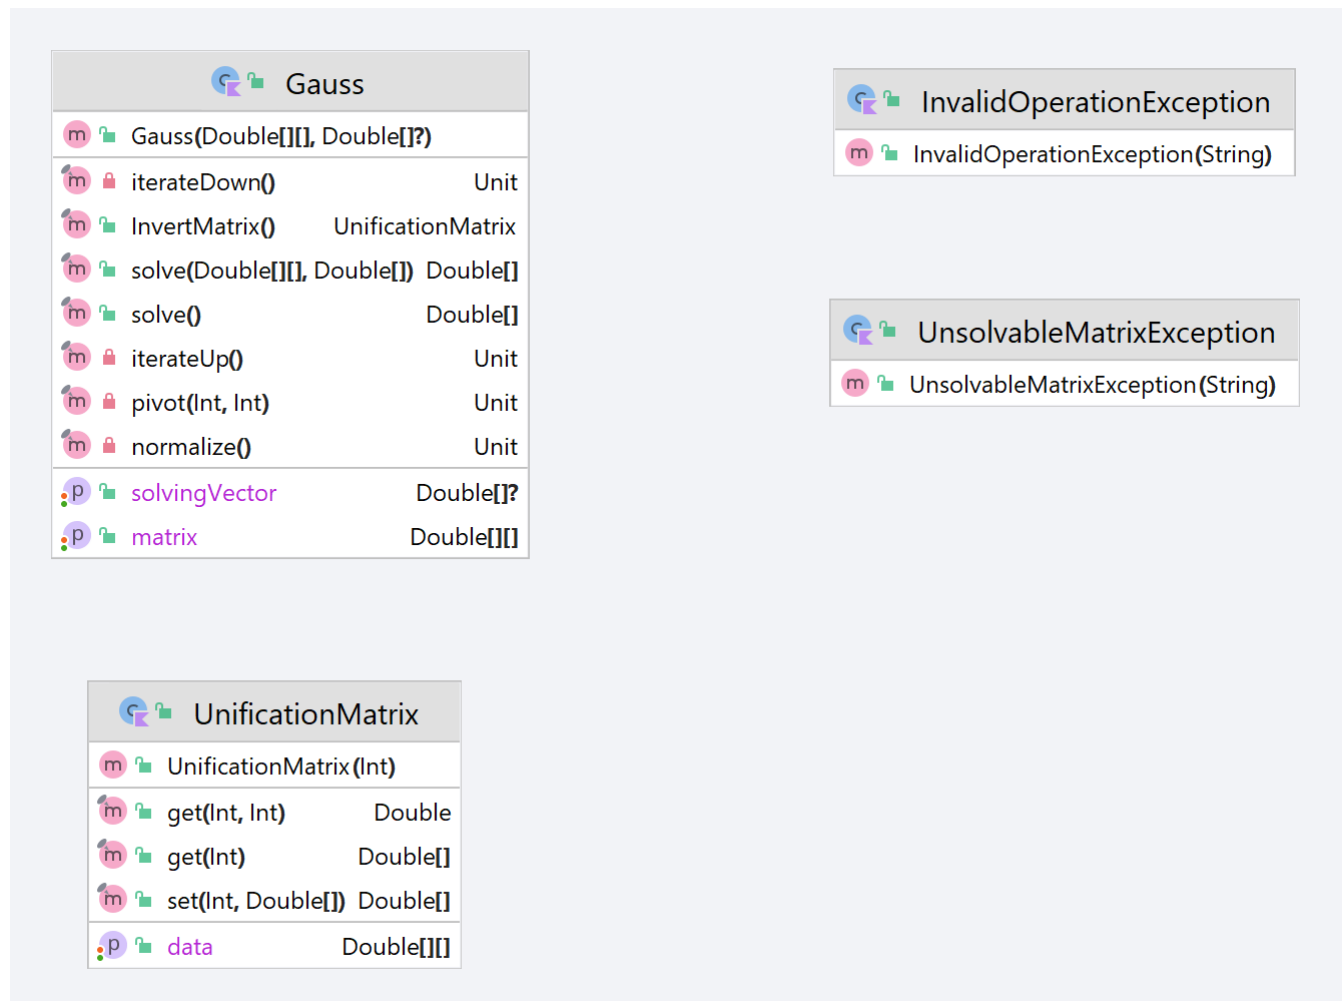 Gauss
Gauss(Double[][], Double[]?)
iterateDown() Unit
InvertMatrix() UnificationMatrix
solve(Double[][], Double[]) Double[]
solve() Double[]
iterateUp() Unit
pivot(Int, Int) Unit
normalize() Unit
solvingVector Double[]?
matrix Double[][]
InvalidOperationException
InvalidOperationException(String)
UnsolvableMatrixException
UnsolvableMatrixException(String)
UnificationMatrix
UnificationMatrix(Int)
get(Int, Int) Double
get(Int) Double[]
set(Int, Double[]) Double[]
data Double[][]